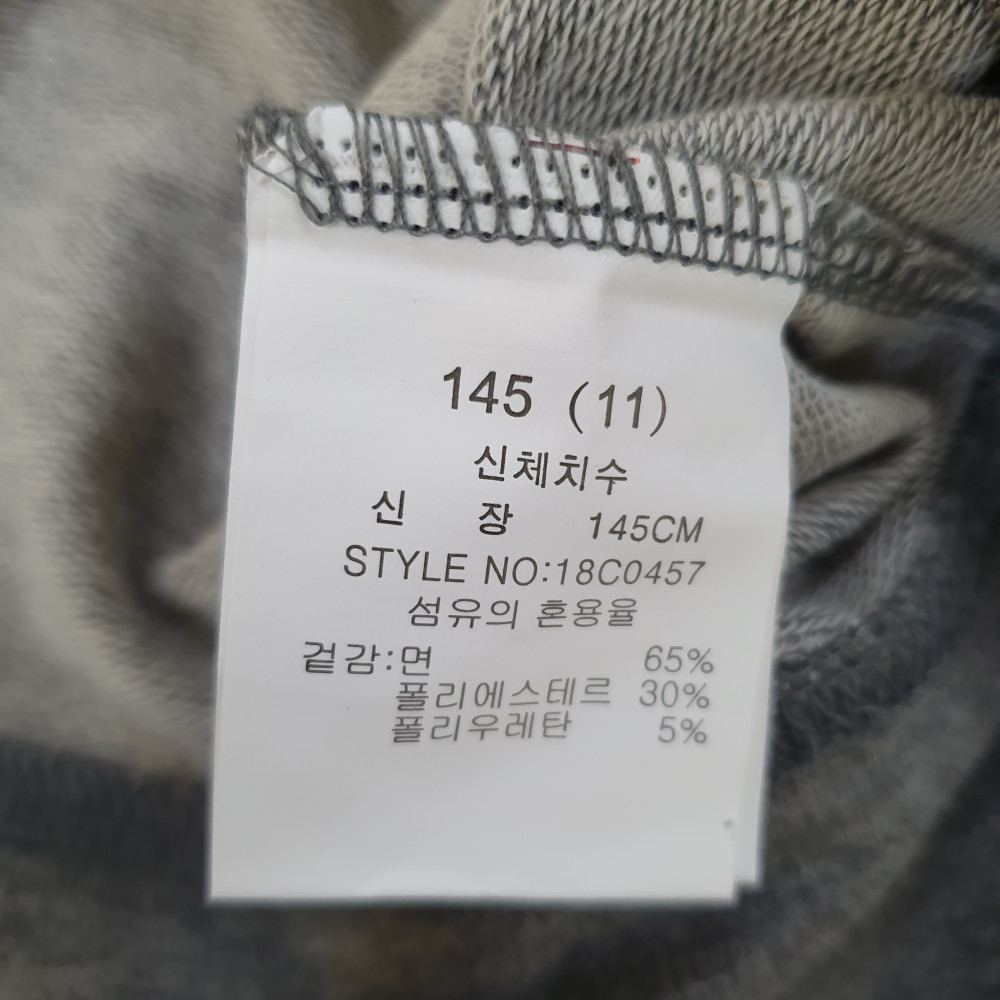 145 (11)
신체치수
신 장 145CM
STYLE NO:18C0457
섬유의 혼용율
겉감:면 65%
폴리에스테르 30%
폴리우레탄 5%